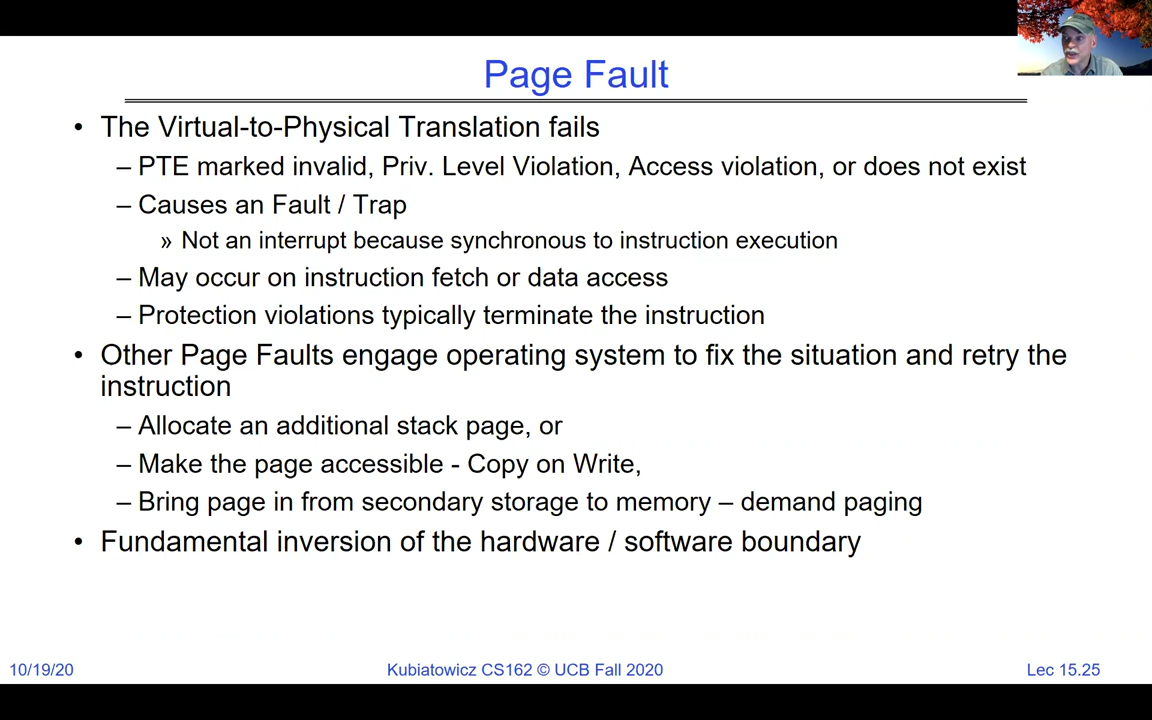 Page Fault
• The Virtual-to-Physical Translation fails
– PTE marked invalid, Priv. Level Violation, Access violation, or does not exist
– Causes an Fault / Trap
» Not an interrupt because synchronous to instruction execution
– May occur on instruction fetch or data access
– Protection violations typically terminate the instruction
• Other Page Faults engage operating system to fix the situation and retry the
instruction
– Allocate an additional stack page, or
– Make the page accessible - Copy on Write,
– Bring page in from secondary storage to memory – demand paging
• Fundamental inversion of the hardware / software boundary
10/19/20
Kubiatowicz CS162 © UCB Fall 2020
Lec 15.25